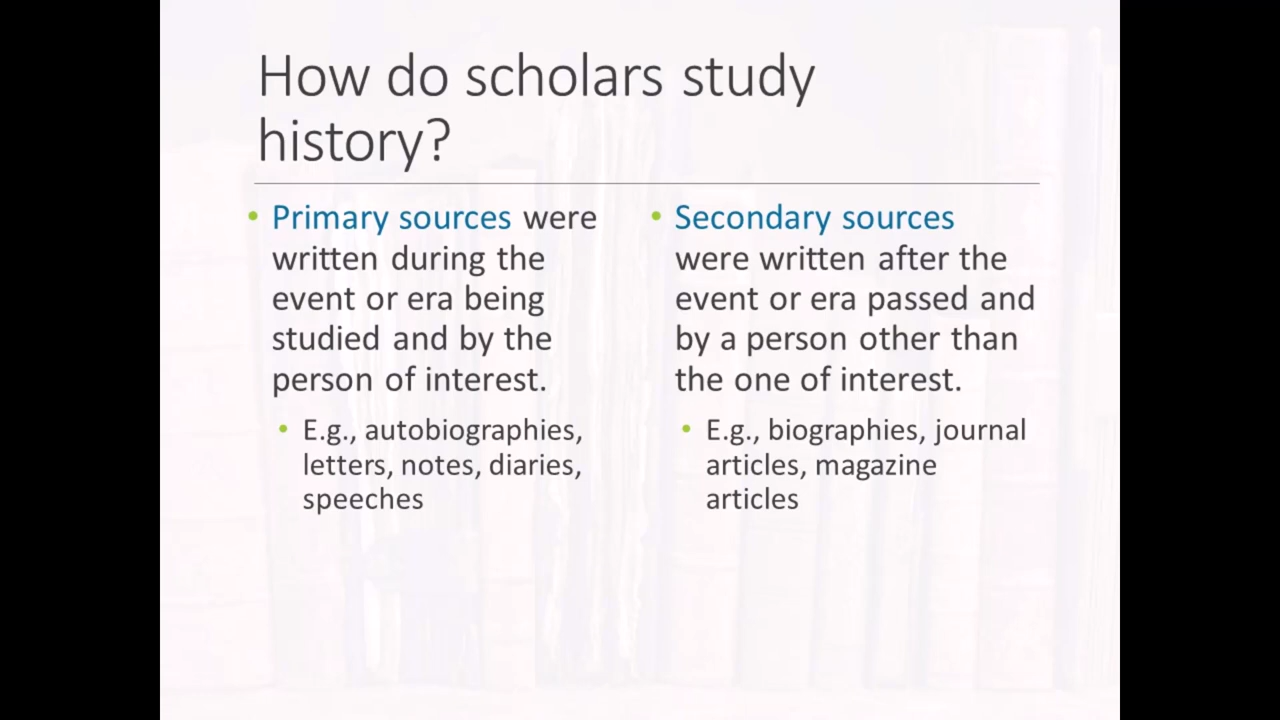 How do scholars study
history?
• Primary sources were
written during the
event or era being
studied and by the
person of interest.
• E.g., autobiographies,
letters, notes, diaries,
speeches
• Secondary sources
were written after the
event or era passed and
by a person other than
the one of interest.
• E.g., biographies, journal
articles, magazine
articles